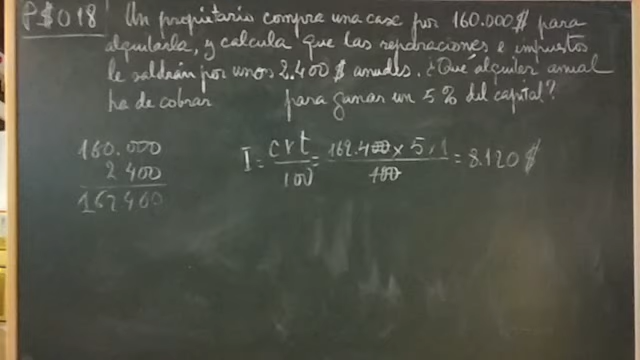 P$018 Un propietario compra una casa por 160.000$ para
alquilarla, y calcula que las reparaciones e impuestos
le saldrán por unos 2.400$ anuales. ¿Qué alquiler anual
ha de cobrar para ganar un 5% del capital?
160.000
2 400
162400
I = crt/100 = 162.400 x 5,1/100 = 8.120$